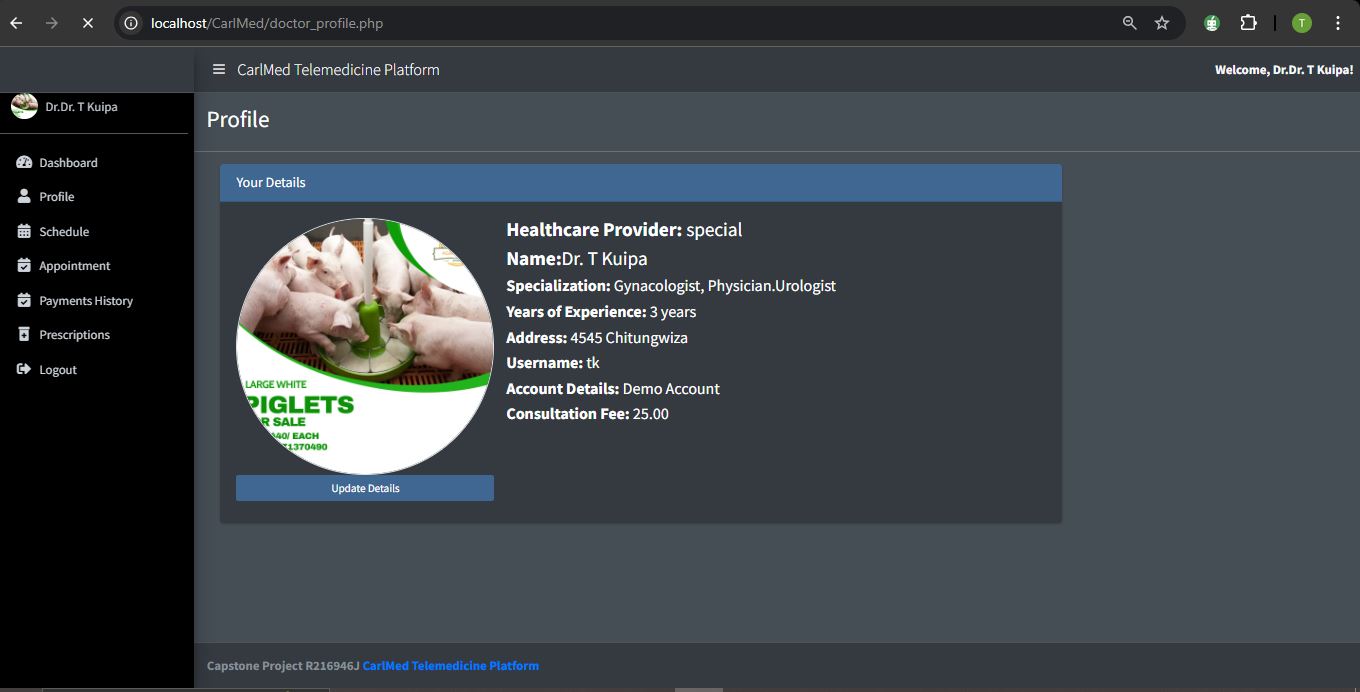 localhost/CarlMed/doctor_profile.php
T
CarlMed Telemedicine Platform
Welcome, Dr.Dr. T Kuipa!
Dr.Dr. T Kuipa
Dashboard
Profile
Schedule
Appointment
Payments History
Prescriptions
Logout
Profile
Your Details
LARGE WHITE
PIGLETS
R SALE
40/ EACH
71370490
Update Details
Healthcare Provider: special
Name:Dr. T Kuipa
Specialization: Gynacologist, Physician.Urologist
Years of Experience: 3 years
Address: 4545 Chitungwiza
Username: tk
Account Details: Demo Account
Consultation Fee: 25.00
Capstone Project R216946J CarlMed Telemedicine Platform